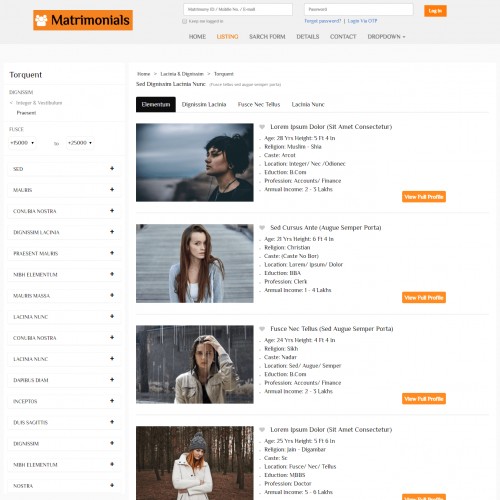 Matrimonials
Matrimony ID / Mobile No. / E-mail
Password
Log in
Keep me logged in
Forgot password? | Login Via OTP
HOME LISTING SARCH FORM DETAILS CONTACT DROPDOWN
Torquent
DIGNISSIM
Integer & Vestibulum
Praesent
FUSCE
+15000 to +25000
SED +
MAURIS +
CONUBIA NOSTRA +
DIGNISSIM LACINIA +
PRAESENT MAURIS +
NIBH ELEMENTUM +
MAURIS MASSA +
LACINIA NUNC +
CONUBIA NOSTRA +
LACINIA NUNC +
DAPIBUS DIAM +
INCEPTOS +
DUIS SAGITTIS +
DIGNISSIM +
NIBH ELEMENTUM +
NOSTRA +
Home > Lacinia & Dignissim > Torquent
Sed Dignissim Lacinia Nunc (Fusce tellus sed augue semper porta)
Elementum Dignissim Lacinia Fusce Nec Tellus Lacinia Nunc
Lorem Ipsum Dolor (Sit Amet Consectetur)
Age: 28 Yrs Height: 5 Ft 4 In
Religion: Muslim - Shia
Caste: Arcot
Location: Integer/ Nec /Odionec
Eduction: B.Com
Profession: Accounts/ Finance
Annual Income: 2 - 3 Lakhs
View Full Profile
Sed Cursus Ante (Augue Semper Porta)
Age: 21 Yrs Height: 6 Ft 4 In
Religion: Christian
Caste: (Caste No Bar)
Location: Lorem/ Ipsum/ Dolor
Eduction: BBA
Profession: Clerk
Annual Income: 1 - 4 Lakhs
View Full Profile
Fusce Nec Tellus (Sed Augue Semper Porta)
Age: 24 Yrs Height: 4 Ft 4 In
Religion: Sikh
Caste: Nadar
Location: Sed/ Augue/ Semper
Eduction: B.Com
Profession: Accounts/ Finance
Annual Income: 2 - 3 Lakhs
View Full Profile
Lorem Ipsum Dolor (Sit Amet Consectetur)
Age: 25 Yrs Height: 5 Ft 6 In
Religion: Jain - Digambar
Caste: Sc
Location: Fusce/ Nec/ Tellus
Eduction: MBBS
Profession: Doctor
Annual Income: 5 - 6 Lakhs